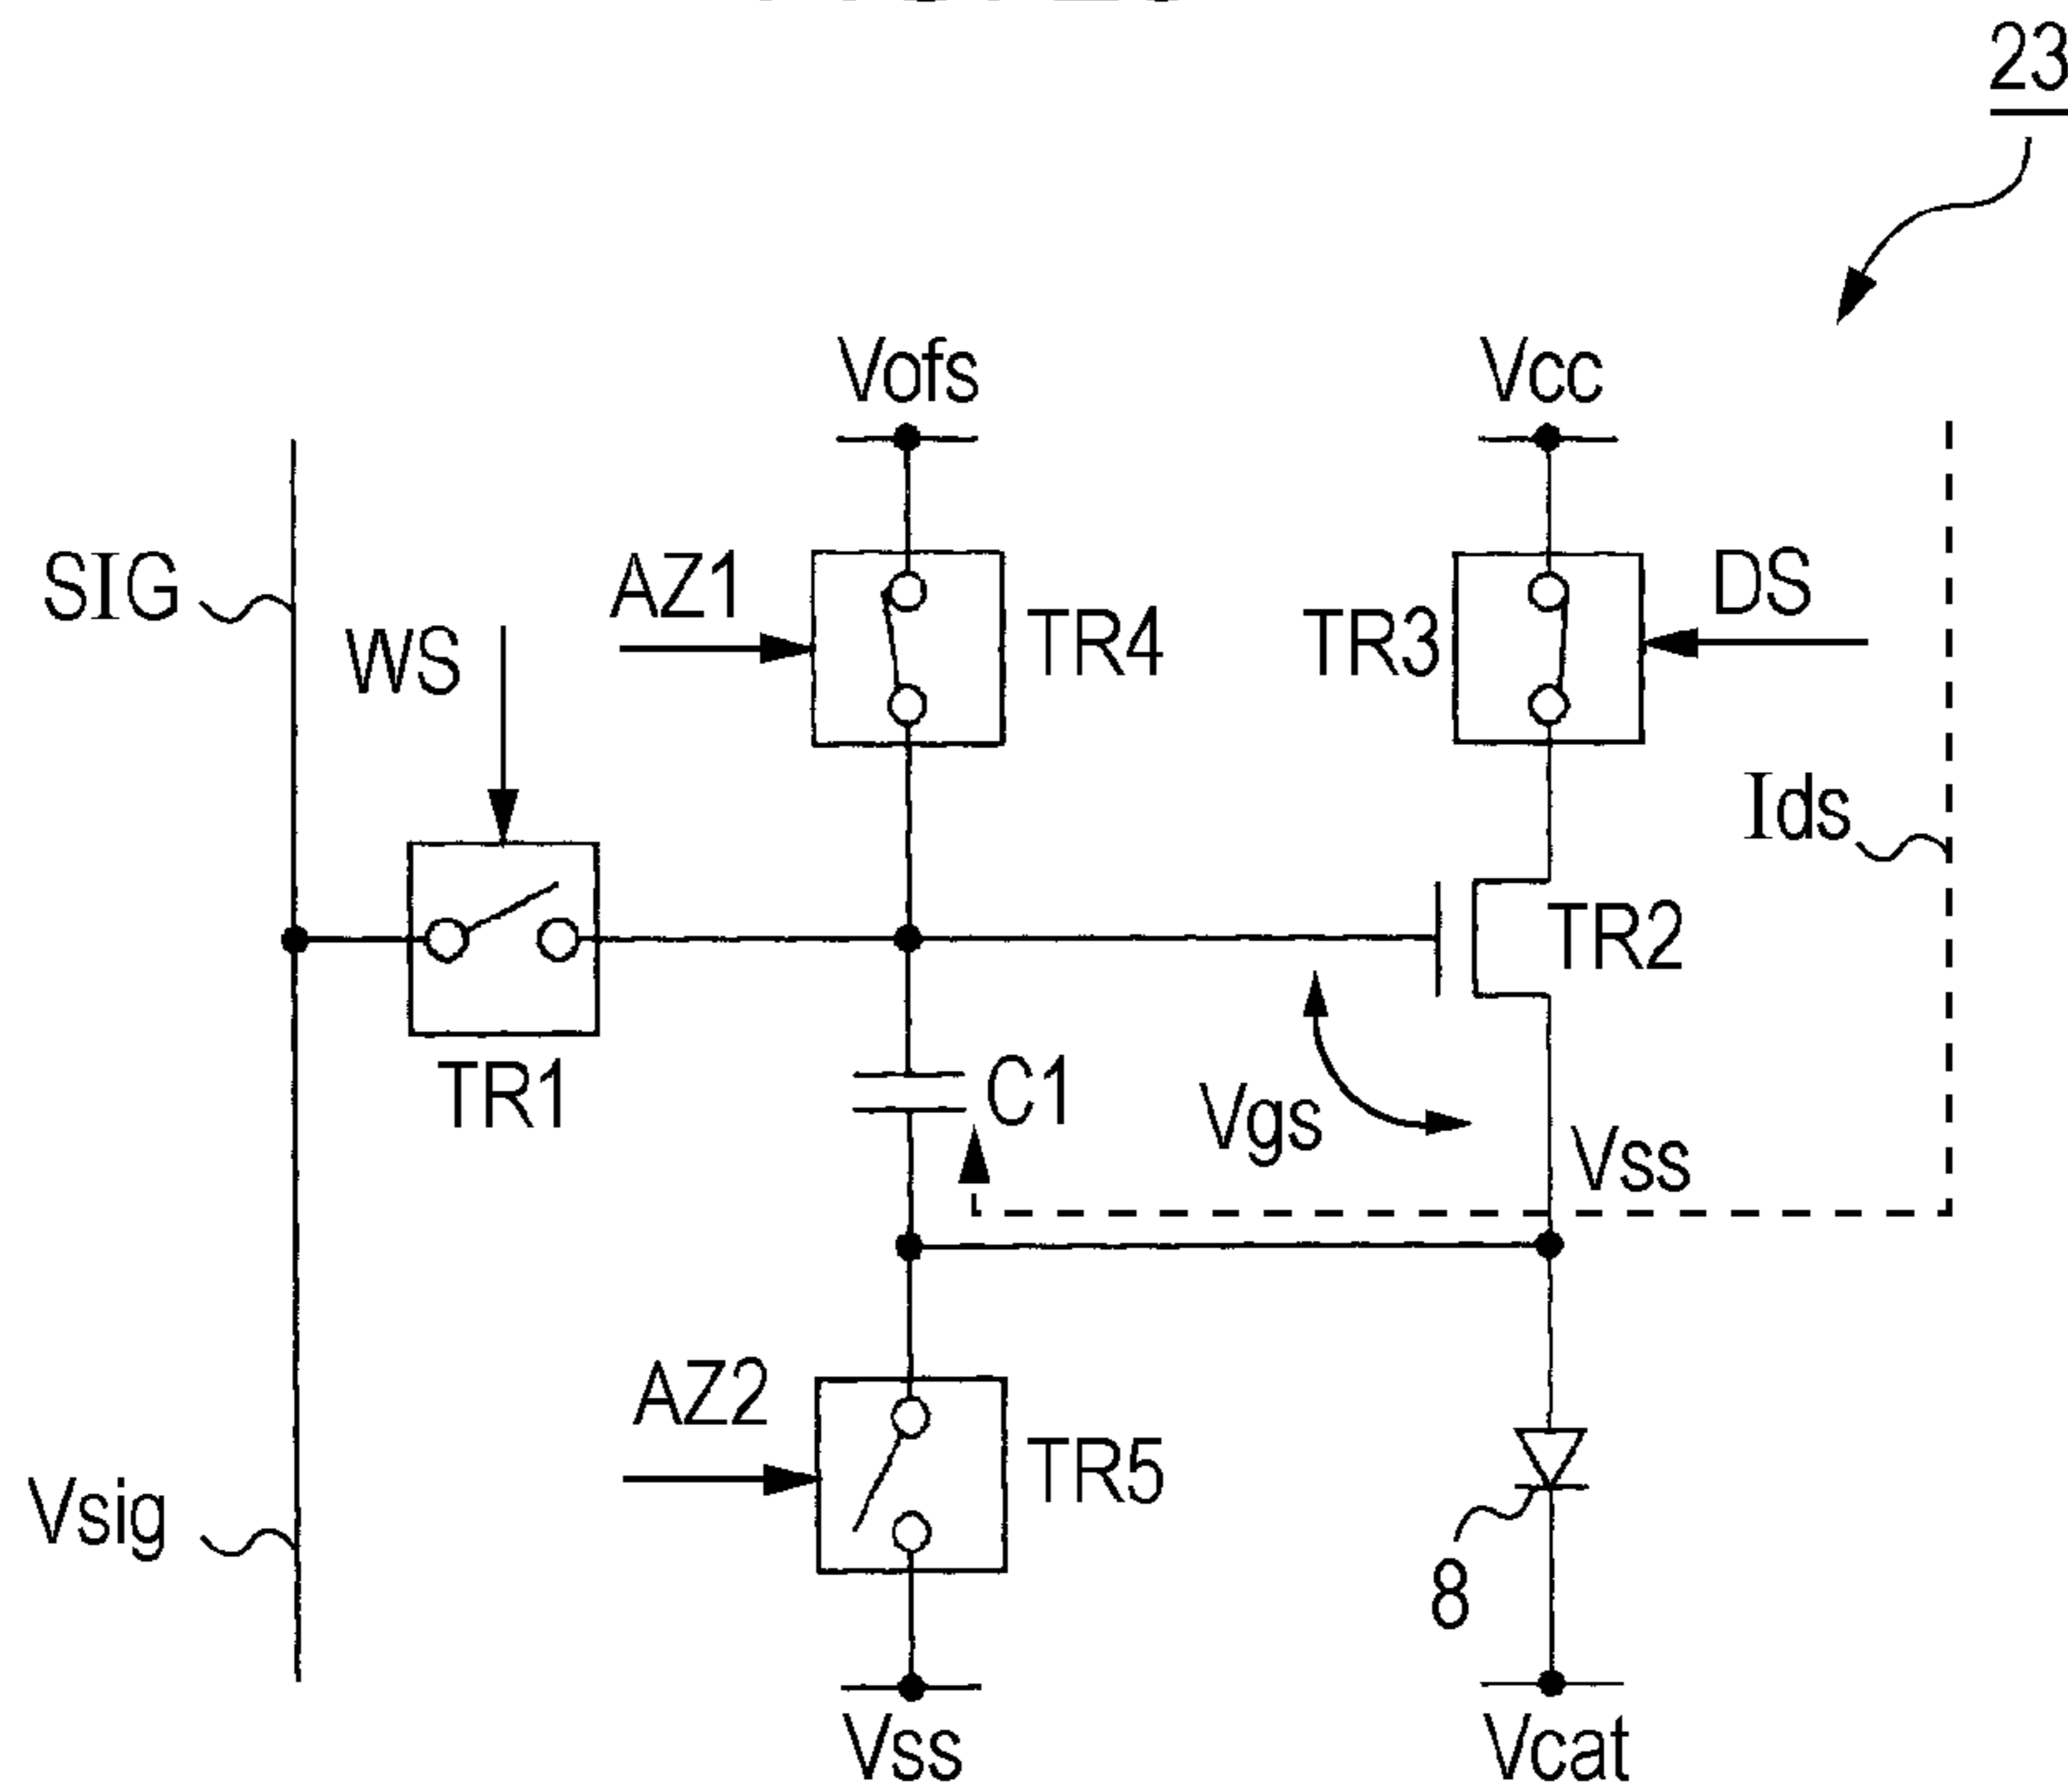 23
Vofs
Vcc
SIG
AZ1
TR4
TR3
DS
WS
Ids
TR2
TR1
C1
Vgs
Vss
AZ2
TR5
Vsig
8
Vss
Vcat